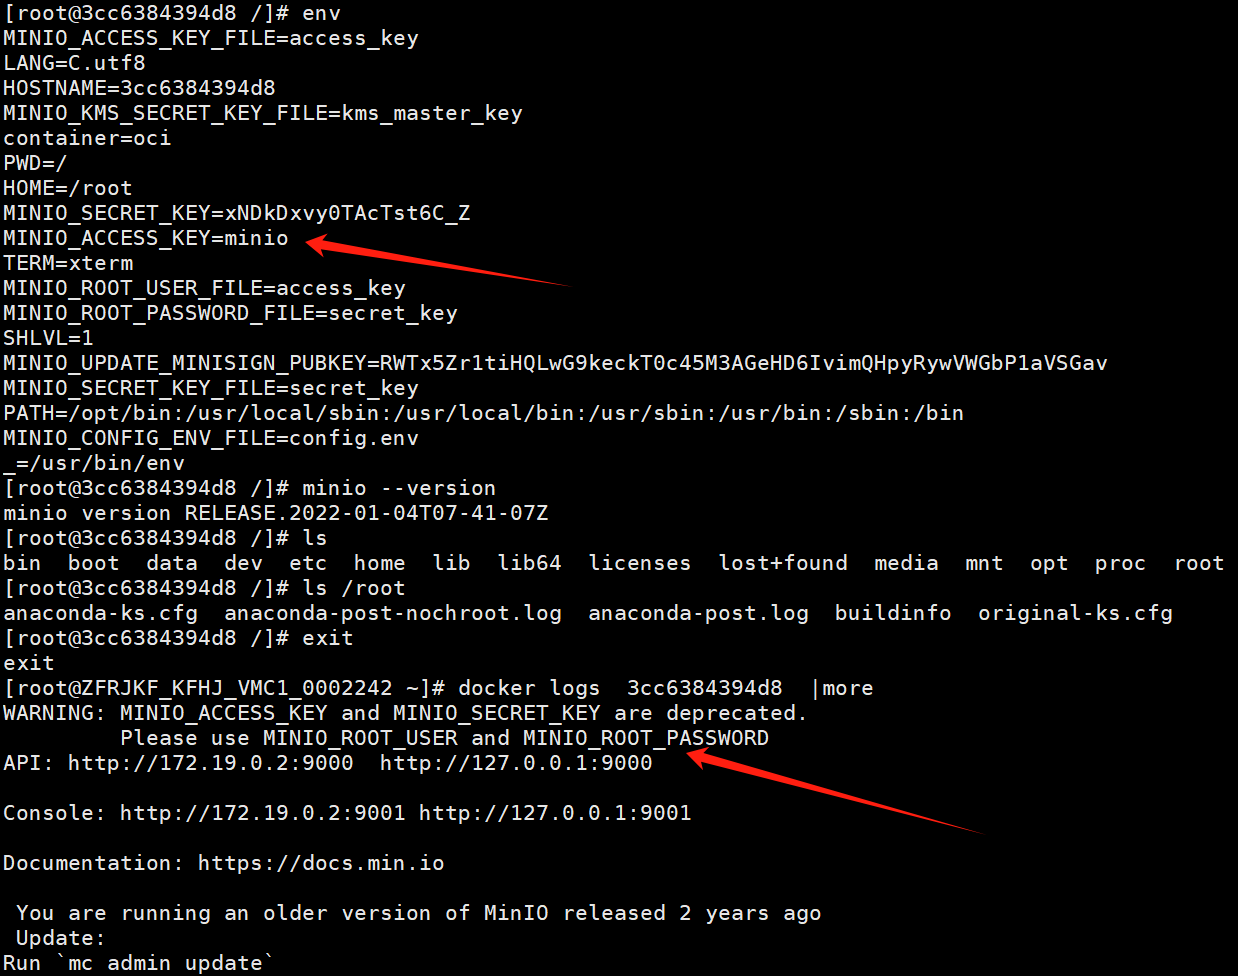 [root@3cc6384394d8 /]# env
MINIO_ACCESS_KEY_FILE=access_key
LANG=C.utf8
HOSTNAME=3cc6384394d8
MINIO_KMS_SECRET_KEY_FILE=kms_master_key
container=oci
PWD=/
HOME=/root
MINIO_SECRET_KEY=xNDkDxvy0TAcTst6C_Z
MINIO_ACCESS_KEY=minio
TERM=xterm
MINIO_ROOT_USER_FILE=access_key
MINIO_ROOT_PASSWORD_FILE=secret_key
SHLVL=1
MINIO_UPDATE_MINISIGN_PUBKEY=RWTx5Zr1tiHQLwG9keckT0c45M3AGeHD6IvimQHpyRywVWGbP1aVSGav
MINIO_SECRET_KEY_FILE=secret_key
PATH=/opt/bin:/usr/local/sbin:/usr/local/bin:/usr/sbin:/usr/bin:/sbin:/bin
MINIO_CONFIG_ENV_FILE=config.env
_=/usr/bin/env
[root@3cc6384394d8 /]# minio --version
minio version RELEASE.2022-01-04T07-41-07Z
[root@3cc6384394d8 /]# ls
bin  boot  data  dev  etc  home  lib  lib64  licenses  lost+found  media  mnt  opt  proc  root
[root@3cc6384394d8 /]# ls /root
anaconda-ks.cfg  anaconda-post-nochroot.log  anaconda-post.log  buildinfo  original-ks.cfg
[root@3cc6384394d8 /]# exit
exit
[root@ZFRJKF_KFHJ_VMC1_0002242 ~]# docker logs  3cc6384394d8  |more
WARNING: MINIO_ACCESS_KEY and MINIO_SECRET_KEY are deprecated.
         Please use MINIO_ROOT_USER and MINIO_ROOT_PASSWORD
API: http://172.19.0.2:9000  http://127.0.0.1:9000
Console: http://172.19.0.2:9001 http://127.0.0.1:9001
Documentation: https://docs.min.io
 You are running an older version of MinIO released 2 years ago
 Update:
Run `mc admin update`